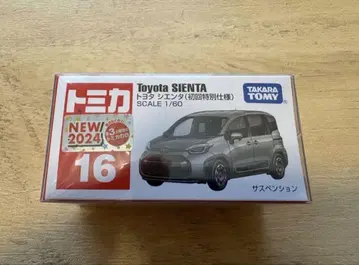 トミカ
Toyota SIENTA
トヨタ シエンタ(初回特別仕様)
SCALE 1/60
TAKARA
TOMY
NEW
2024
16
サスペンション